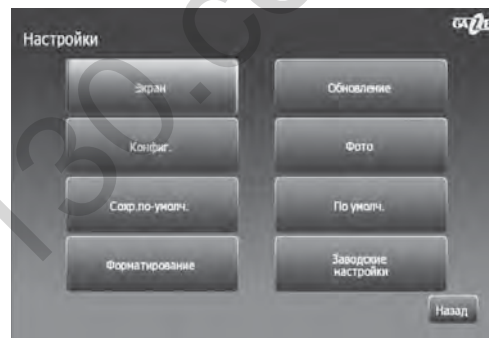 Настройки
Экран
Обновление
Конфиг.
Фото
Сохр.по-умолч.
По умолч.
Форматирование
Заводские
настройки
Назад